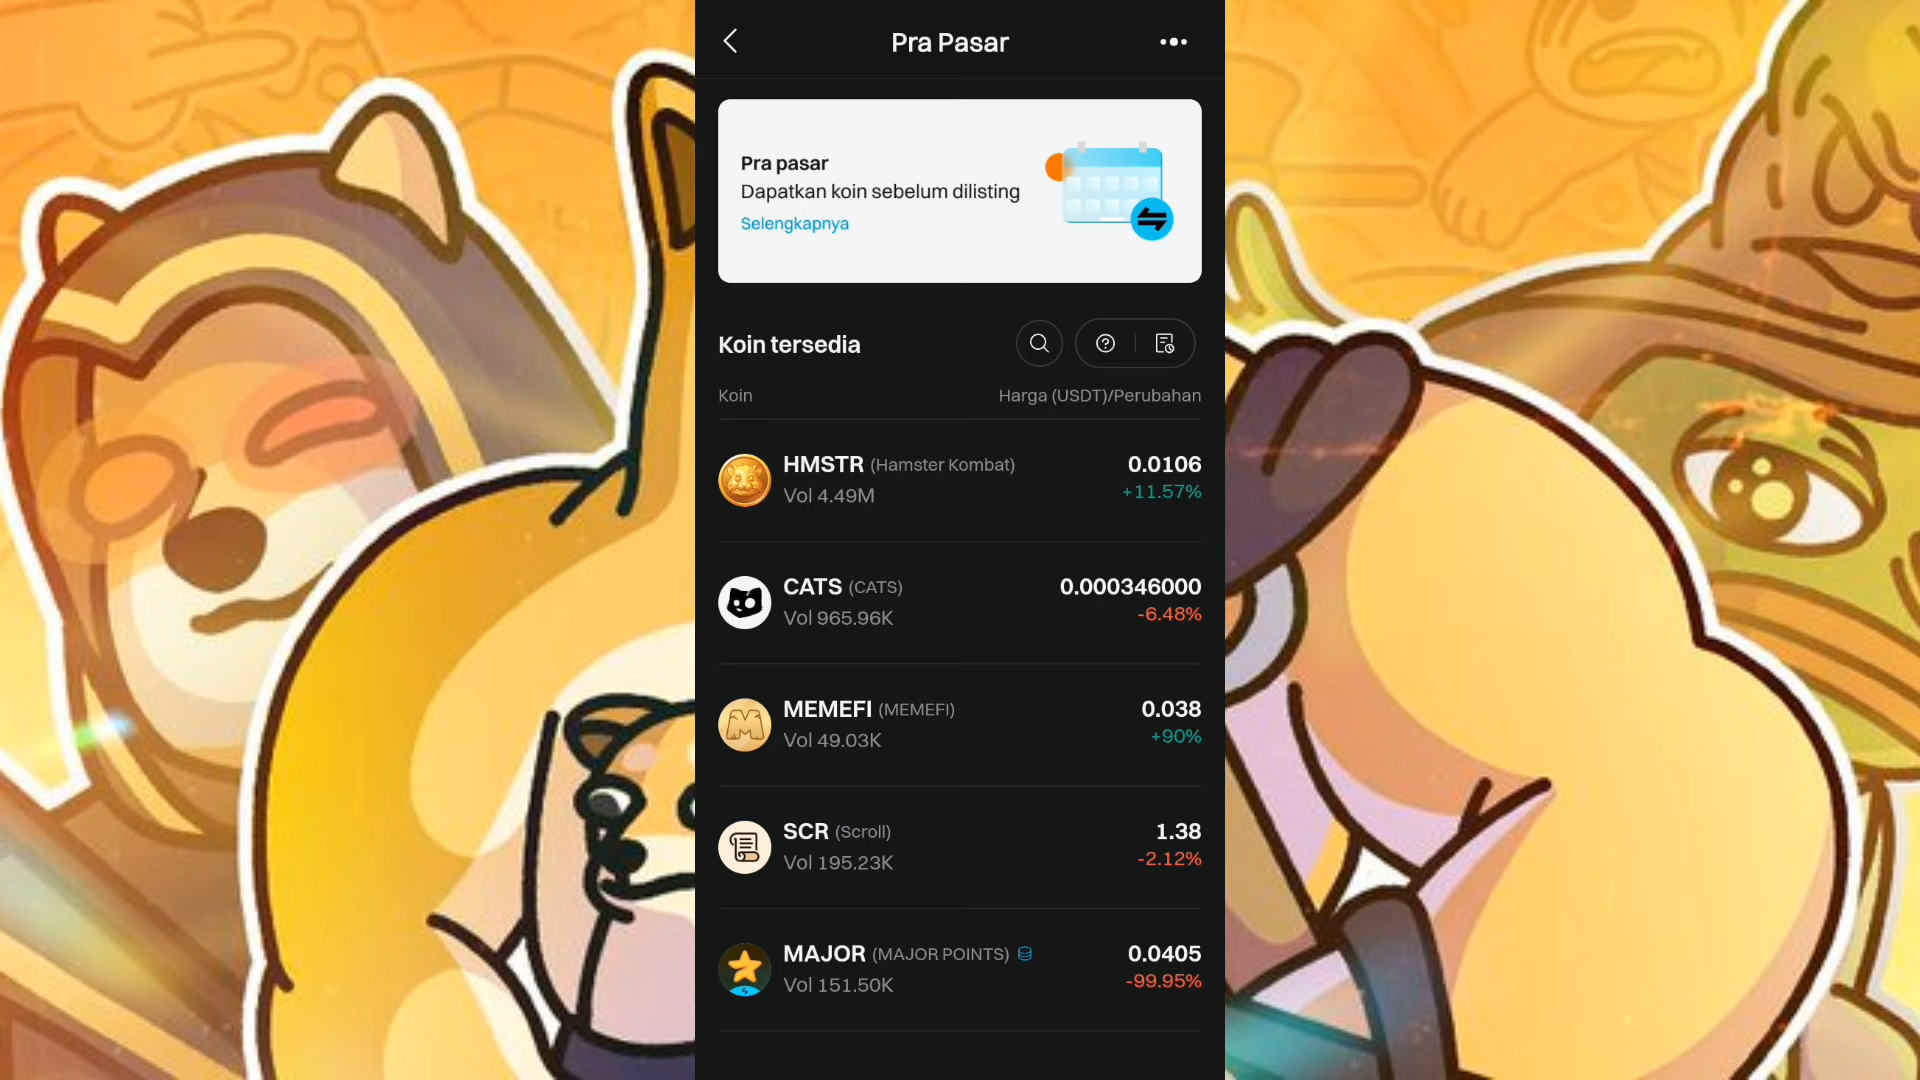 Pra Pasar
Pra pasar
Dapatkan koin sebelum dilisting
Selengkapnya
Koin tersedia
Koin Harga (USDT)/Perubahan
HMSTR (Hamster Kombat) 0.0106
Vol 4.49M +11.57%
CATS (CATS) 0.000346000
Vol 965.96K -6.48%
MEMEFI (MEMEFI) 0.038
Vol 49.03K +90%
SCR (Scroll) 1.38
Vol 195.23K -2.12%
MAJOR (MAJOR POINTS) 0.0405
Vol 151.50K -99.95%